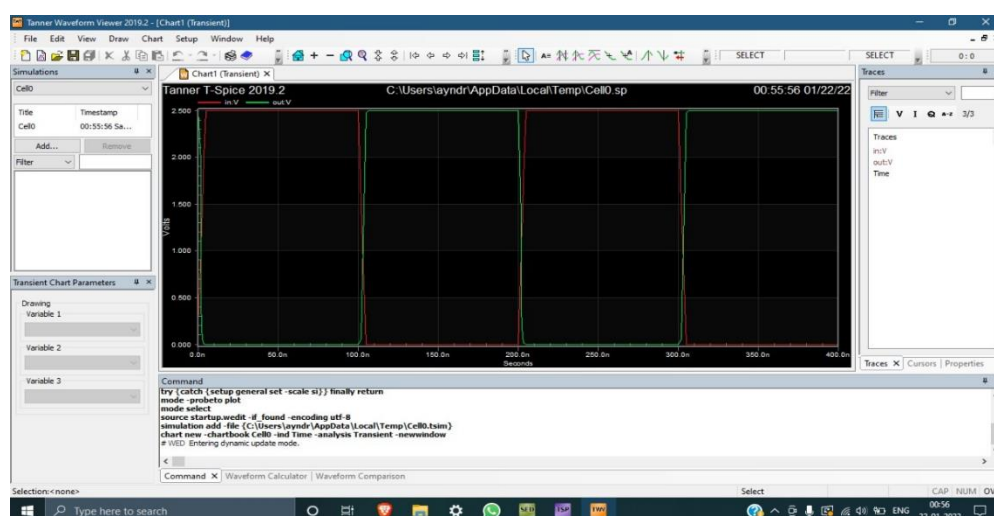 Tanner Waveform Viewer 2019.2 - [Chart1 (Transient)]
File Edit View Draw Chart Setup Window Help
SELECT SELECT 0:0
Simulations
Cell0
Title Timestamp
Cell0 00:55:56 Sa...
Add... Remove
Filter
Transient Chart Parameters
Drawing
Variable 1
Variable 2
Variable 3
Chart1 (Transient)
Tanner T-Spice 2019.2 C:\Users\ayndr\AppData\Local\Temp\Cell0.sp 00:55:56 01/22/22
in:V out:V
2.500
2.000
1.500
1.000
0.500
0.000
Volts
0.0n 50.0n 100.0n 150.0n 200.0n 250.0n 300.0n 350.0n 400.0n
Seconds
Traces
Filter
V I Q A-Z 3/3
Traces
in:V
out:V
Time
Traces Cursors Properties
Command
try {catch {setup general set -scale si}} finally return
mode -probeto plot
mode select
source startup.wedit -if_found -encoding utf-8
simulation add -file {C:\Users\ayndr\AppData\Local\Temp\Cell0.tsim}
chart new -chartbook Cell0 -ind Time -analysis Transient -newwindow
# WED Entering dynamic update mode.
Command Waveform Calculator Waveform Comparison
Selection:<none> Select CAP NUM OV
Type here to search
SED TSP TWV
ENG
00:56
22-01-2022